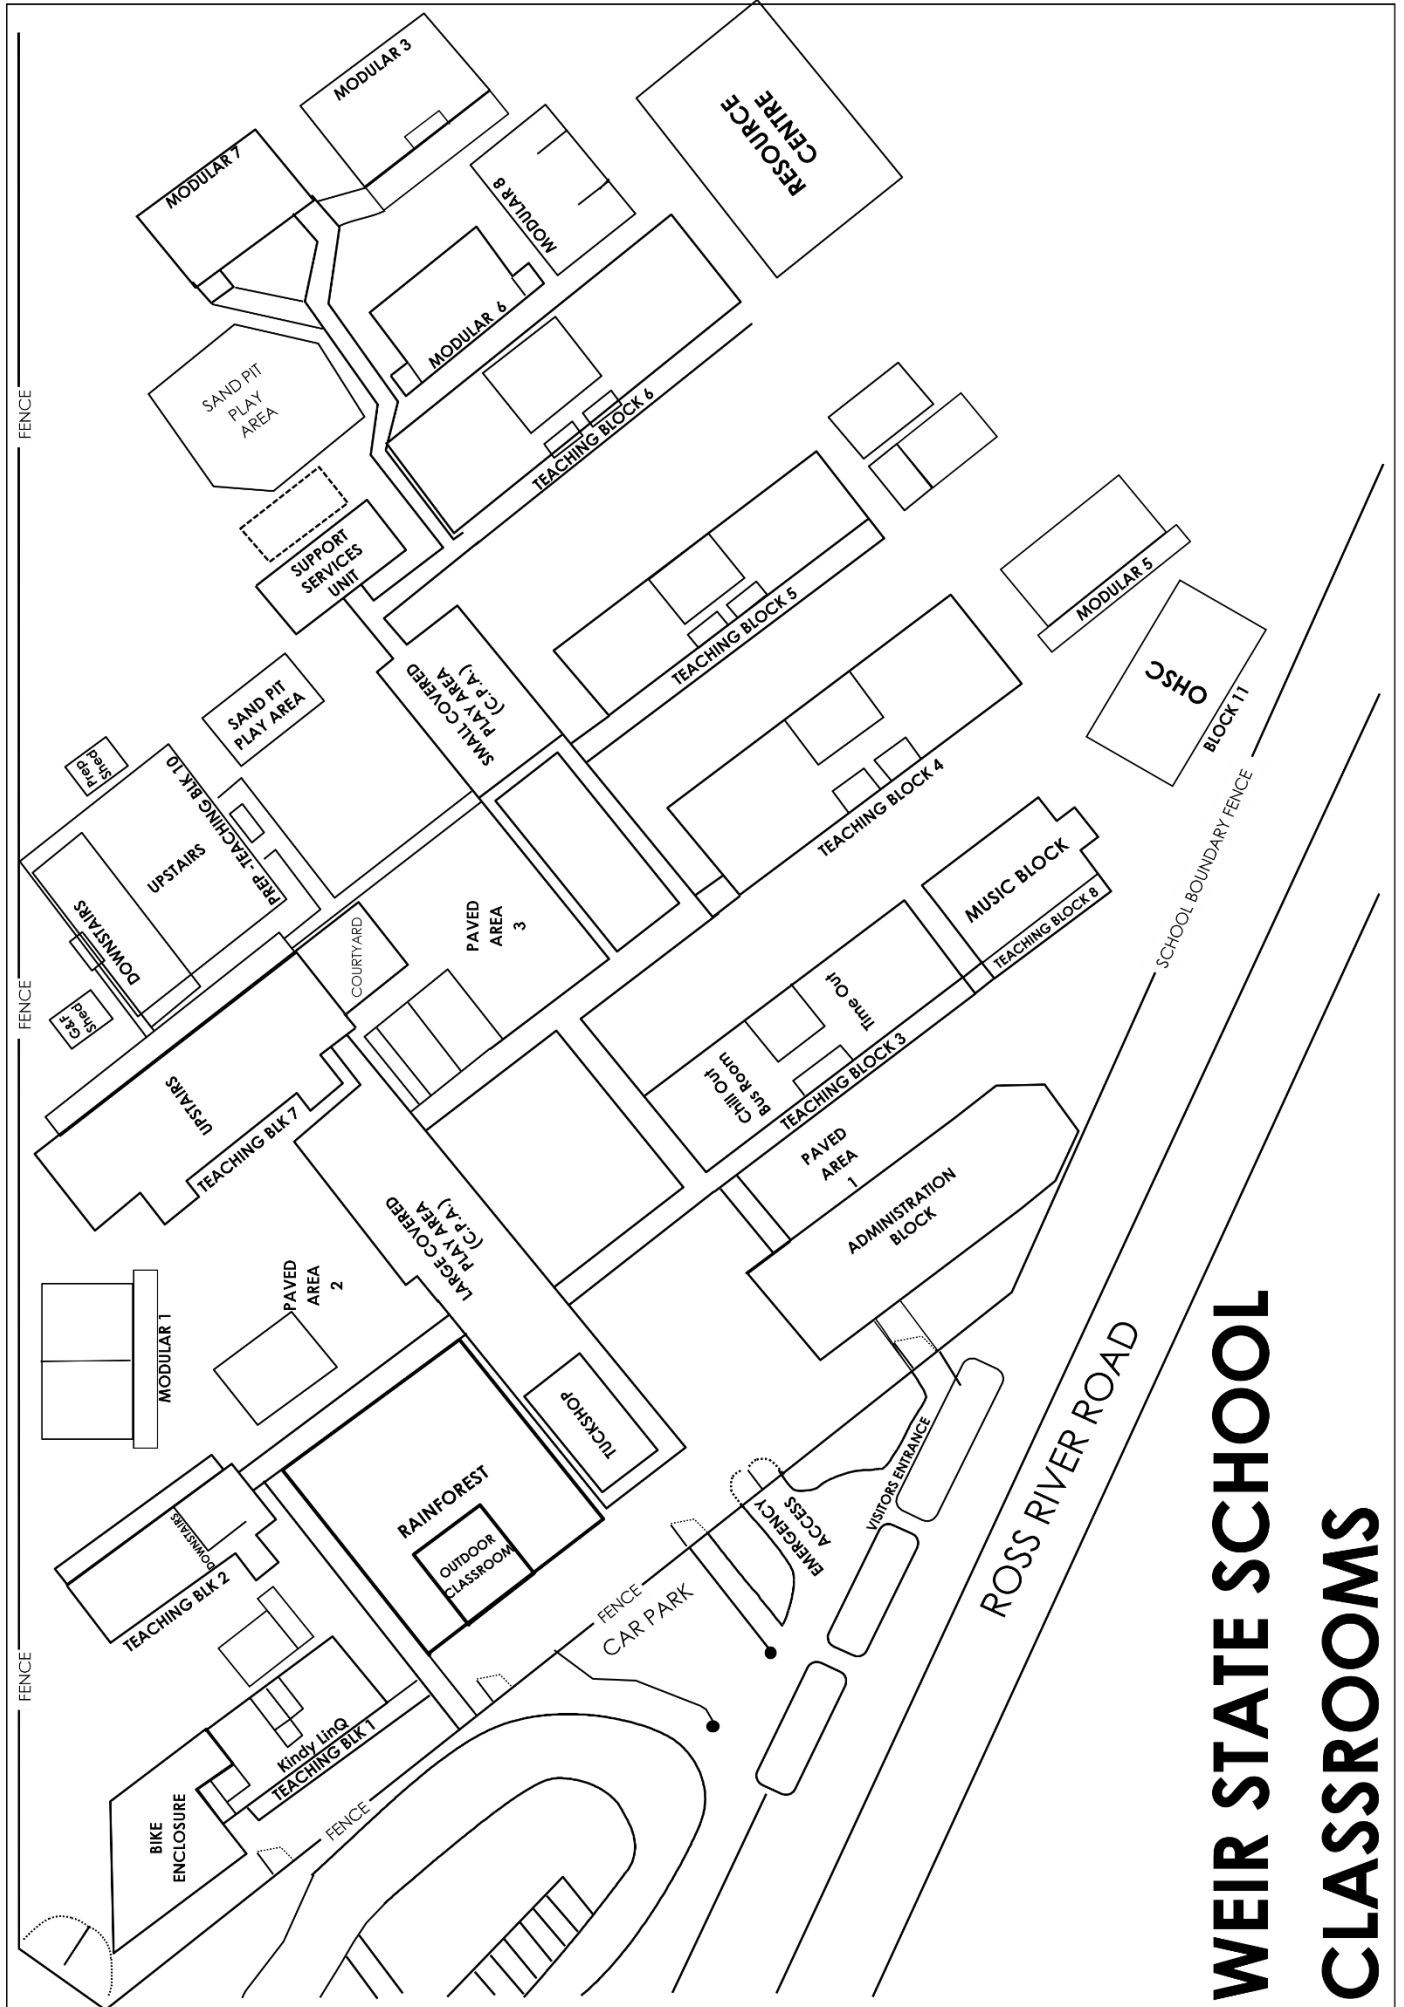 WEIR STATE SCHOOL
CLASSROOMS
MODULAR 3
MODULAR 7
MODULAR 8
MODULAR 6
RESOURCE
CENTRE
SAND PIT
PLAY
AREA
FENCE
TEACHING BLOCK 6
SUPPORT
SERVICES
UNIT
TEACHING BLOCK 5
MODULAR 5
OHSC
BLOCK 11
SMALL COVERED
PLAY AREA
(C.P.A.)
SAND PIT
PLAY AREA
Prep
Shed
PREP -TEACHING BLK 10
UPSTAIRS
DOWNSTAIRS
G&F
Shed
FENCE
TEACHING BLOCK 4
MUSIC BLOCK
TEACHING BLOCK 8
SCHOOL BOUNDARY FENCE
PAVED
AREA
3
COURTYARD
Time Out
Chill Out
Bus Room
TEACHING BLOCK 3
UPSTAIRS
TEACHING BLK 7
PAVED
AREA
1
ADMINISTRATION
BLOCK
LARGE COVERED
PLAY AREA
(C.P.A.)
PAVED
AREA
2
MODULAR 1
TUCKSHOP
RAINFOREST
OUTDOOR
CLASSROOM
VISITORS ENTRANCE
EMERGENCY
ACCESS
ROSS RIVER ROAD
DOWNSTAIRS
TEACHING BLK 2
FENCE
CAR PARK
FENCE
Kindy LinQ
TEACHING BLK 1
BIKE
ENCLOSURE
FENCE